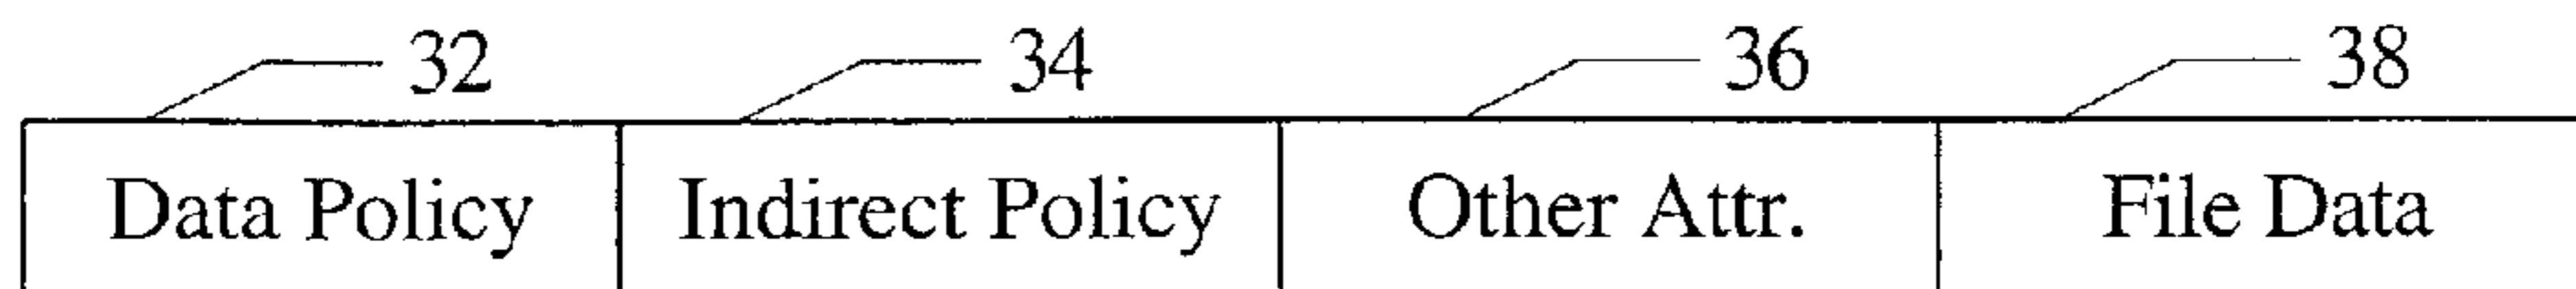 32 34 36 38
Data Policy Indirect Policy Other Attr. File Data